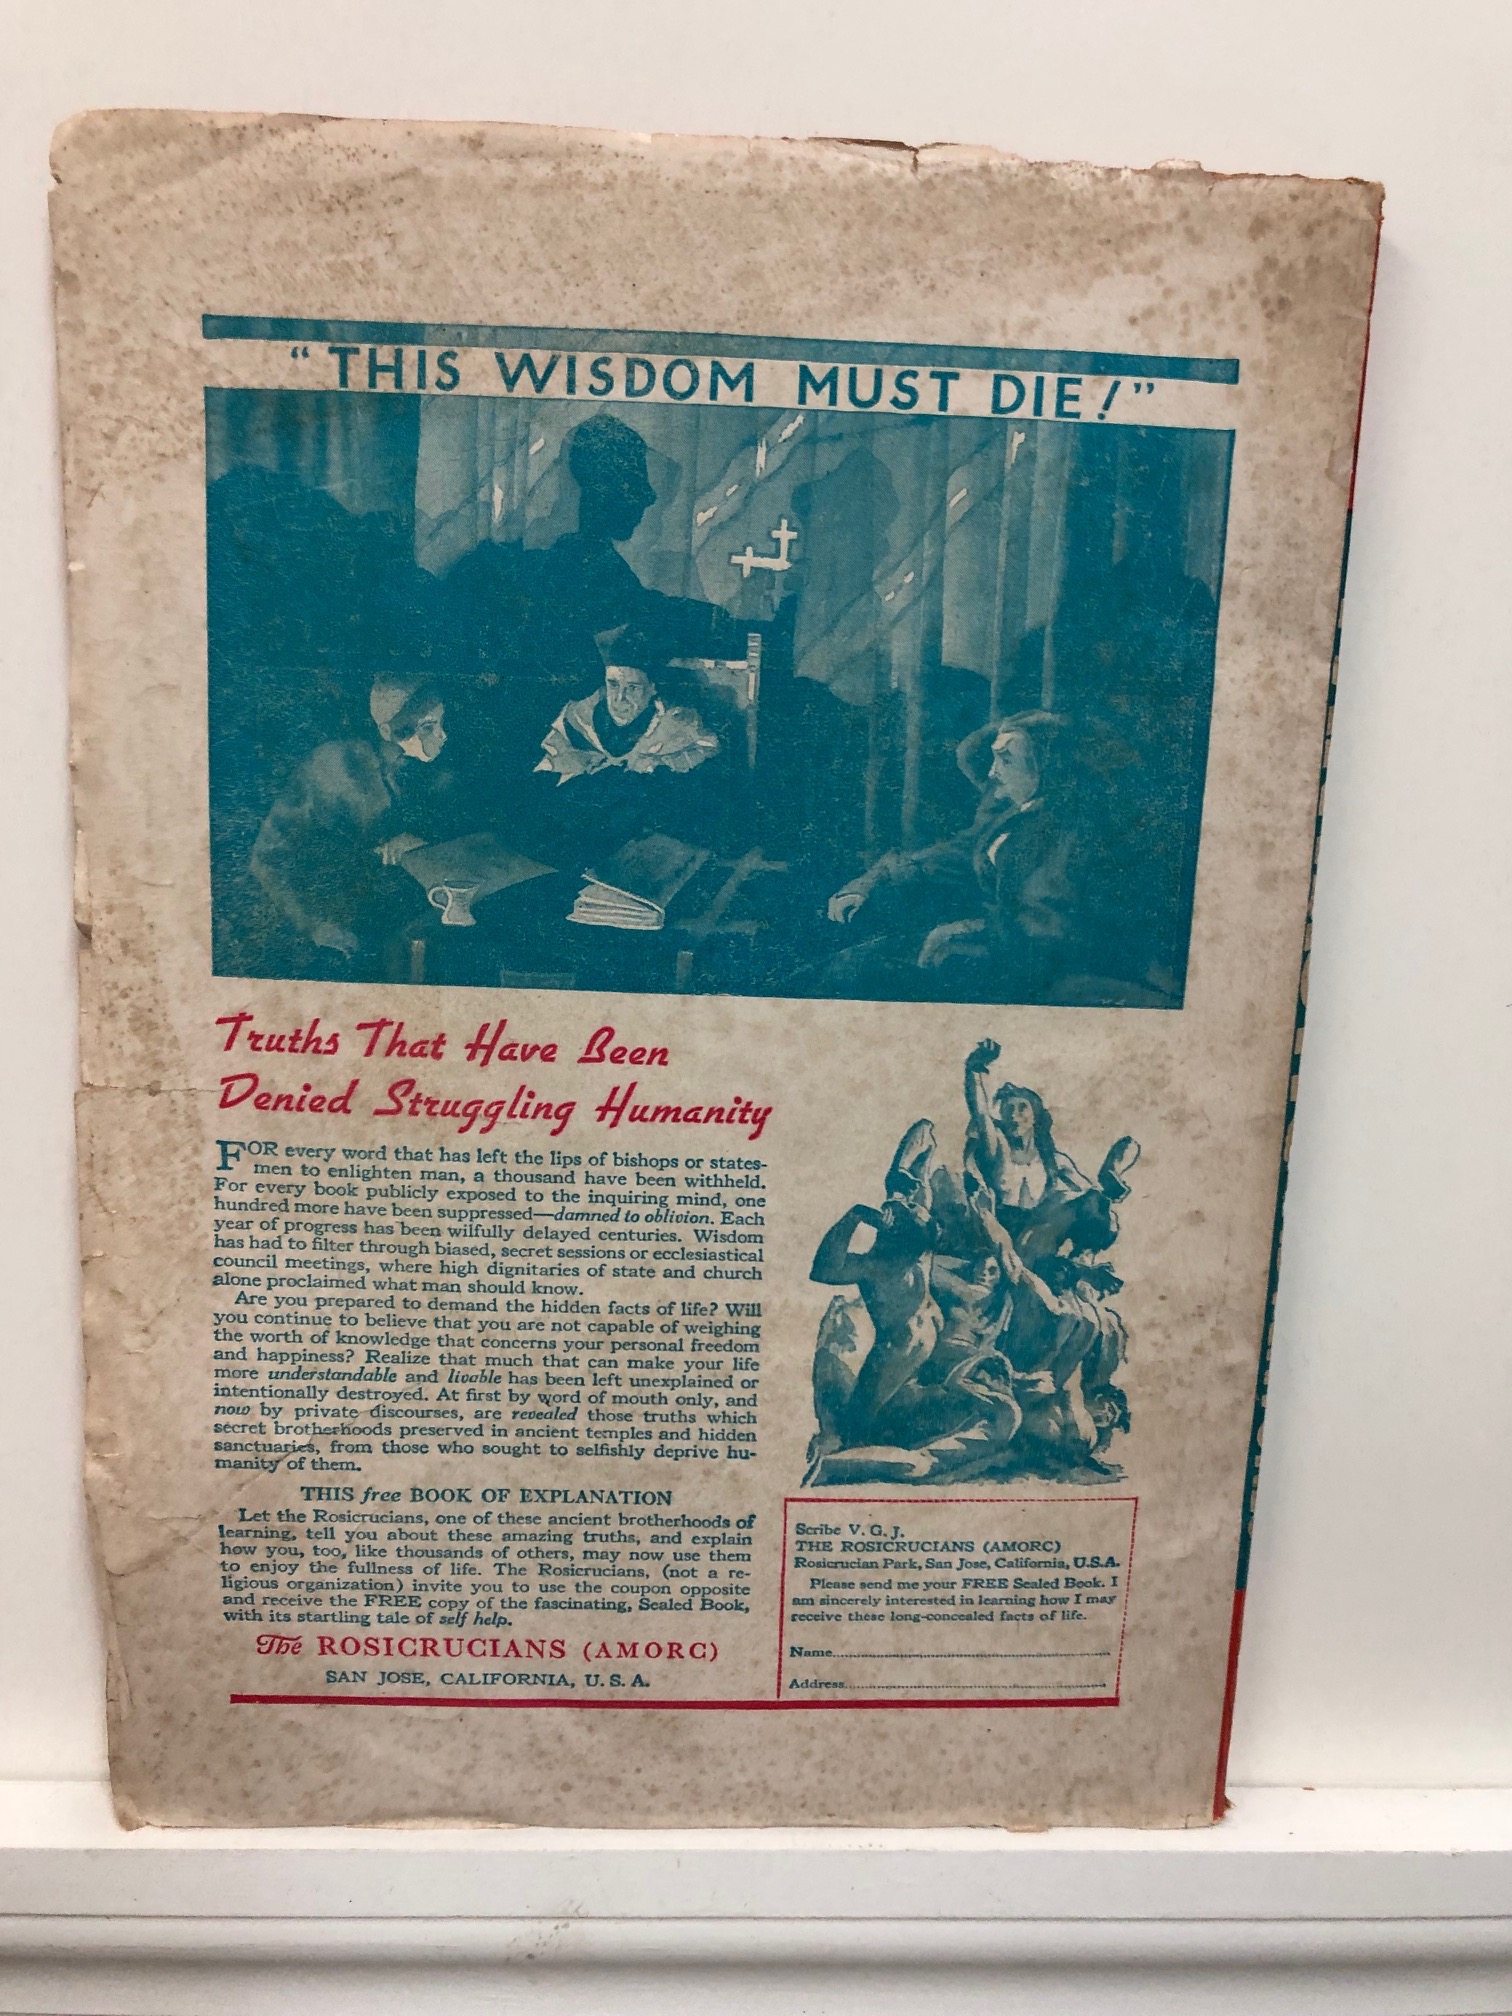 “THIS WISDOM MUST DIE!”
Truths That Have Been
Denied Struggling Humanity
FOR every word that has left the lips of bishops or states-
men to enlighten man, a thousand have been withheld.
For every book publicly exposed to the inquiring mind, one
hundred more have been suppressed—damned to oblivion. Each
year of progress has been wilfully delayed centuries. Wisdom
has had to filter through biased, secret sessions or ecclesiastical
council meetings, where high dignitaries of state and church
alone proclaimed what man should know.
Are you prepared to demand the hidden facts of life? Will
you continue to believe that you are not capable of weighing
the worth of knowledge that concerns your personal freedom
and happiness? Realize that much that can make your life
more understandable and livable has been left unexplained or
intentionally destroyed. At first by word of mouth only, and
now by private discourses, are revealed those truths which
secret brotherhoods preserved in ancient temples and hidden
sanctuaries, from those who sought to selfishly deprive hu-
manity of them.
THIS free BOOK OF EXPLANATION
Let the Rosicrucians, one of these ancient brotherhoods of
learning, tell you about these amazing truths, and explain
how you, too, like thousands of others, may now use them
to enjoy the fullness of life. The Rosicrucians, (not a re-
ligious organization) invite you to use the coupon opposite
and receive the FREE copy of the fascinating, Sealed Book,
with its startling tale of self help.
The ROSICRUCIANS (AMORC)
SAN JOSE, CALIFORNIA, U. S. A.
Scribe V. G. J.
THE ROSICRUCIANS (AMORC)
Rosicrucian Park, San Jose, California, U.S.A.
Please send me your FREE Sealed Book. I
am sincerely interested in learning how I may
receive these long-concealed facts of life.
Name
Address